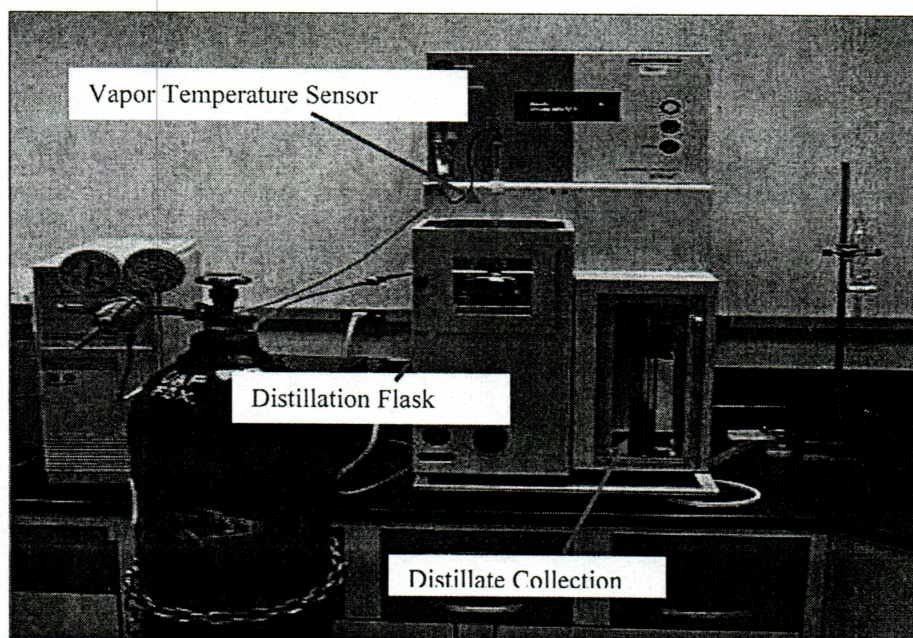 Vapor Temperature Sensor
Distillation Flask
Distillate Collection